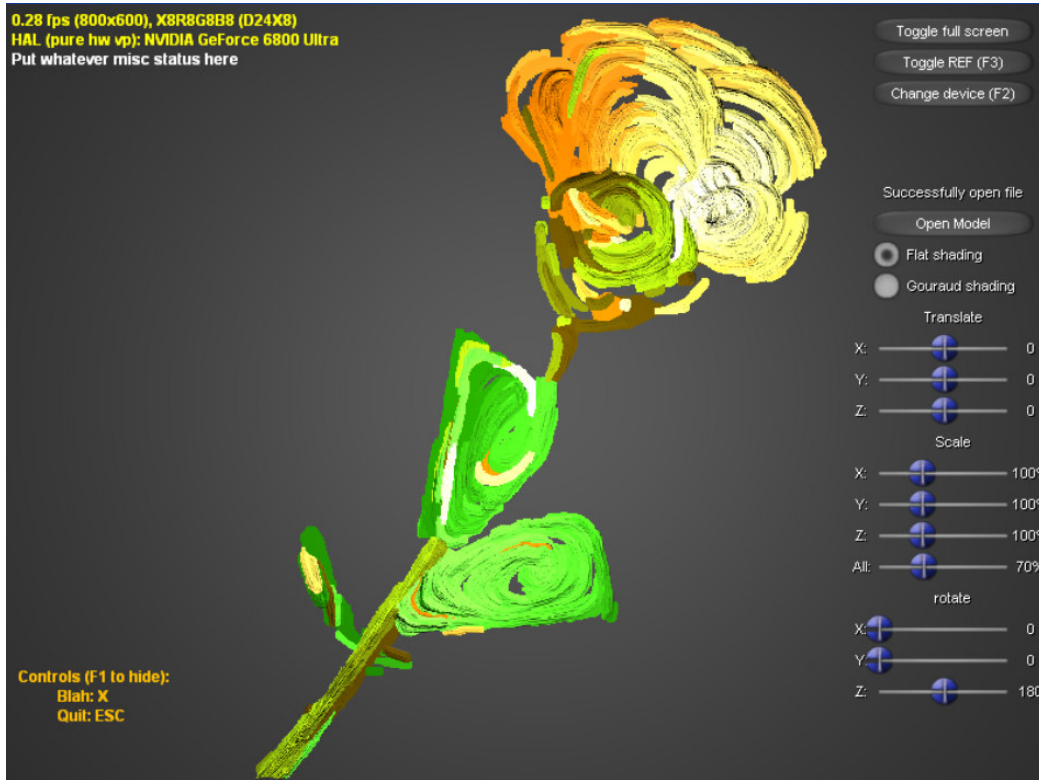 0.28 fps (800x600), X8R8G8B8 (D24X8)
HAL (pure hw vp): NVIDIA GeForce 6800 Ultra
Put whatever misc status here
Toggle full screen
Toggle REF (F3)
Change device (F2)
Successfully open file
Open Model
Flat shading
Gouraud shading
Translate
X: 0
Y: 0
Z: 0
Scale
X: 100%
Y: 100%
Z: 100%
All: 70%
rotate
X: 0
Y: 0
Z: 180
Controls (F1 to hide):
Blah: X
Quit: ESC